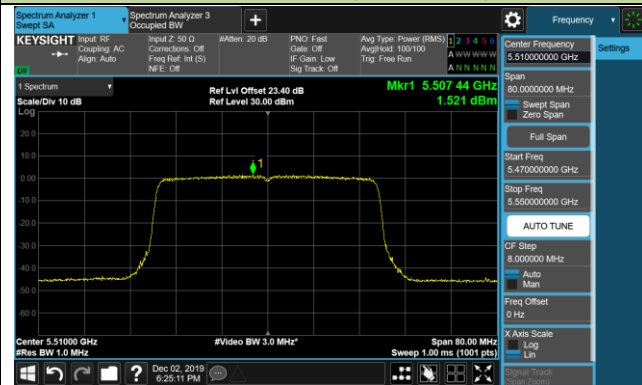 Spectrum Analyzer 1
Swept SA
Spectrum Analyzer 3
Occupied BW
Frequency
KEYSIGHT
Input: RF
Coupling: AC
Align: Auto
Input Z: 50 Ω
Corrections: Off
Freq Ref: Int (S)
NFE: Off
#Atten: 20 dB
PNO: Fast
Gate: Off
IF Gain: Low
Sig Track: Off
Avg Type: Power (RMS)
Avg|Hold: 100/100
Trig: Free Run
1 2 3 4 5 6
A W W W W W
A N N N N N
1 Spectrum
Scale/Div 10 dB
Ref Lvl Offset 23.40 dB
Ref Level 30.00 dBm
Mkr1 5.507 44 GHz
1.521 dBm
Log
20.0
10.0
0.00
-10.0
-20.0
-30.0
-40.0
-50.0
-60.0
1
Center 5.51000 GHz
#Res BW 1.0 MHz
#Video BW 3.0 MHz*
Span 80.00 MHz
Sweep 1.00 ms (1001 pts)
Dec 02, 2019
6:25:11 PM
Center Frequency
5.51000000 GHz
Settings
Span
80.0000000 MHz
Swept Span
Zero Span
Full Span
Start Freq
5.47000000 GHz
Stop Freq
5.55000000 GHz
AUTO TUNE
CF Step
8.000000 MHz
Auto
Man
Freq Offset
0 Hz
X Axis Scale
Log
Lin
Signal Track
(Span Zoom)